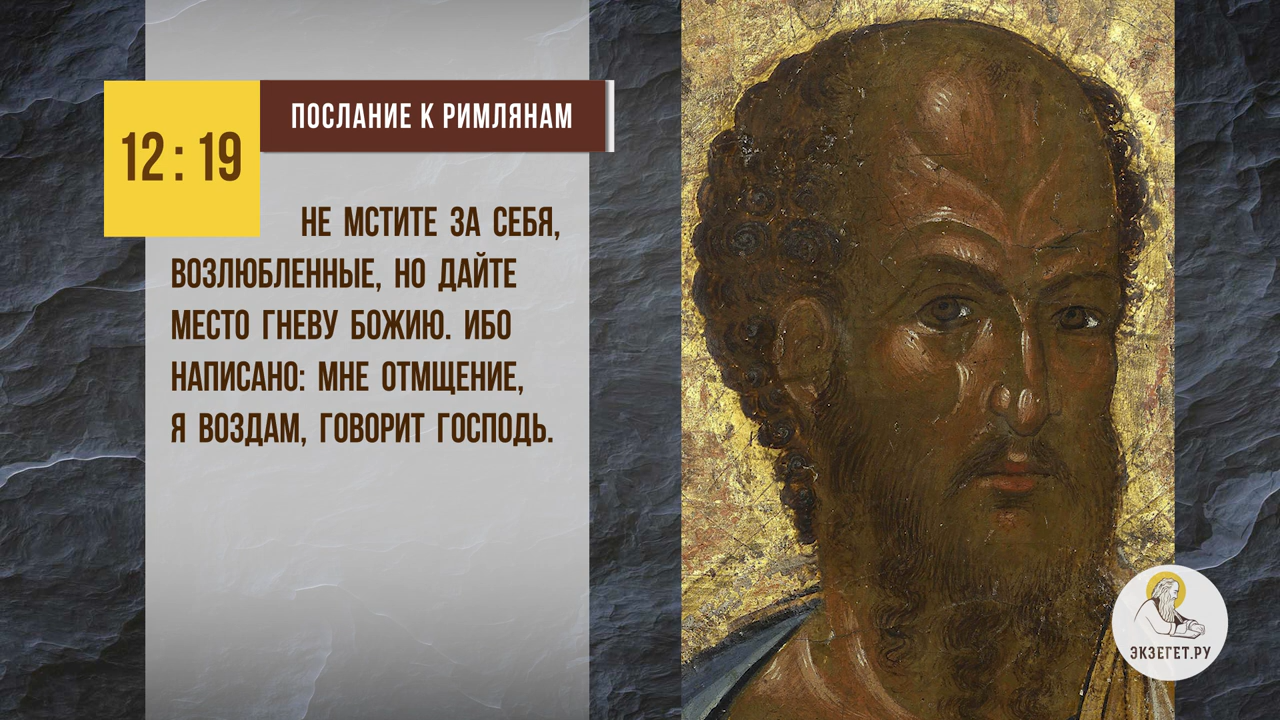 12:19
ПОСЛАНИЕ К РИМЛЯНАМ
НЕ МСТИТЕ ЗА СЕБЯ,
ВОЗЛЮБЛЕННЫЕ, НО ДАЙТЕ
МЕСТО ГНЕВУ БОЖИЮ. ИБО
НАПИСАНО: МНЕ ОТМЩЕНИЕ,
Я ВОЗДАМ, ГОВОРИТ ГОСПОДЬ.
ЭКЗЕГЕТ.РУ